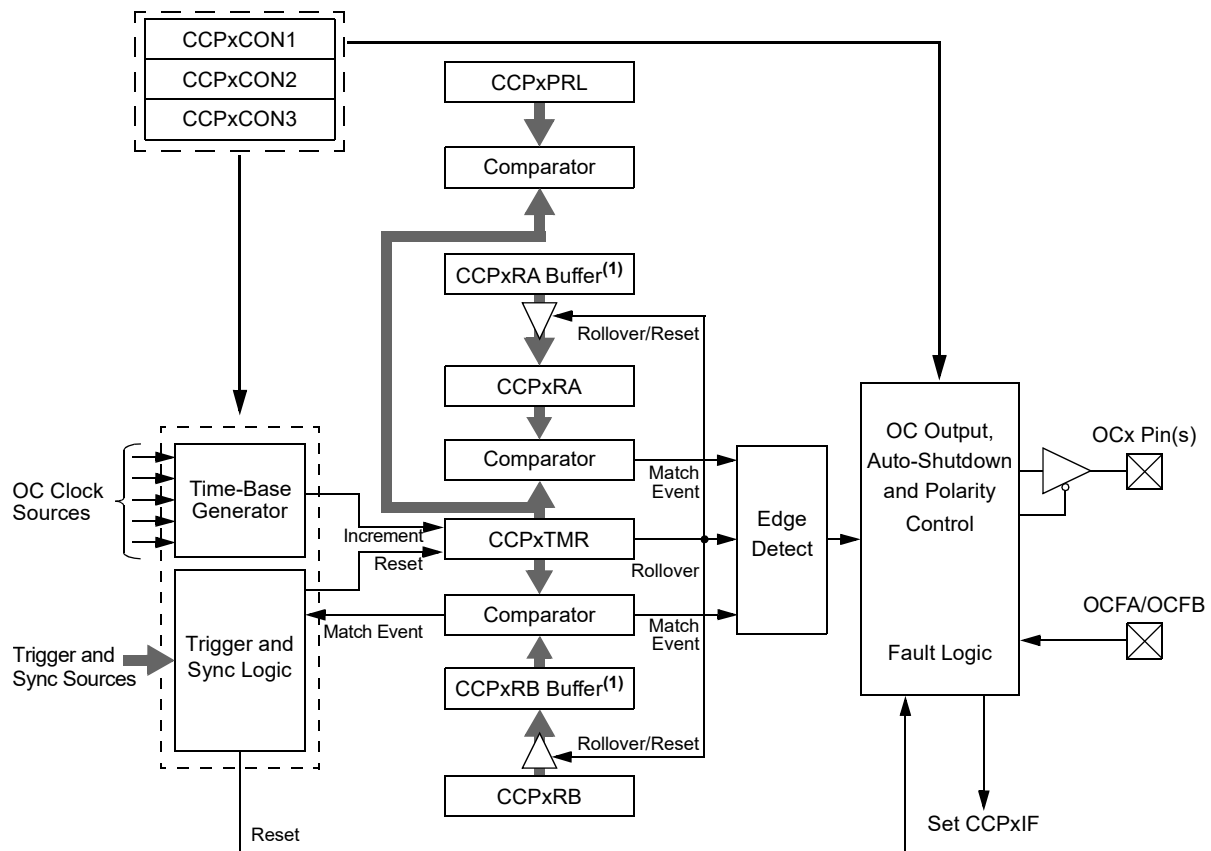 CCPxCON1
CCPxCON2
CCPxCON3
CCPxPRL
Comparator
CCPxRA Buffer(1)
Rollover/Reset
CCPxRA
Comparator
Match
Event
OC Clock
Sources
Time-Base
Generator
Increment
Reset
CCPxTMR
Rollover
Edge
Detect
OC Output,
Auto-Shutdown
and Polarity
Control
Fault Logic
OCx Pin(s)
OCFA/OCFB
Trigger and
Sync Sources
Trigger and
Sync Logic
Match Event
Comparator
Match
Event
CCPxRB Buffer(1)
Rollover/Reset
CCPxRB
Reset
Set CCPxIF